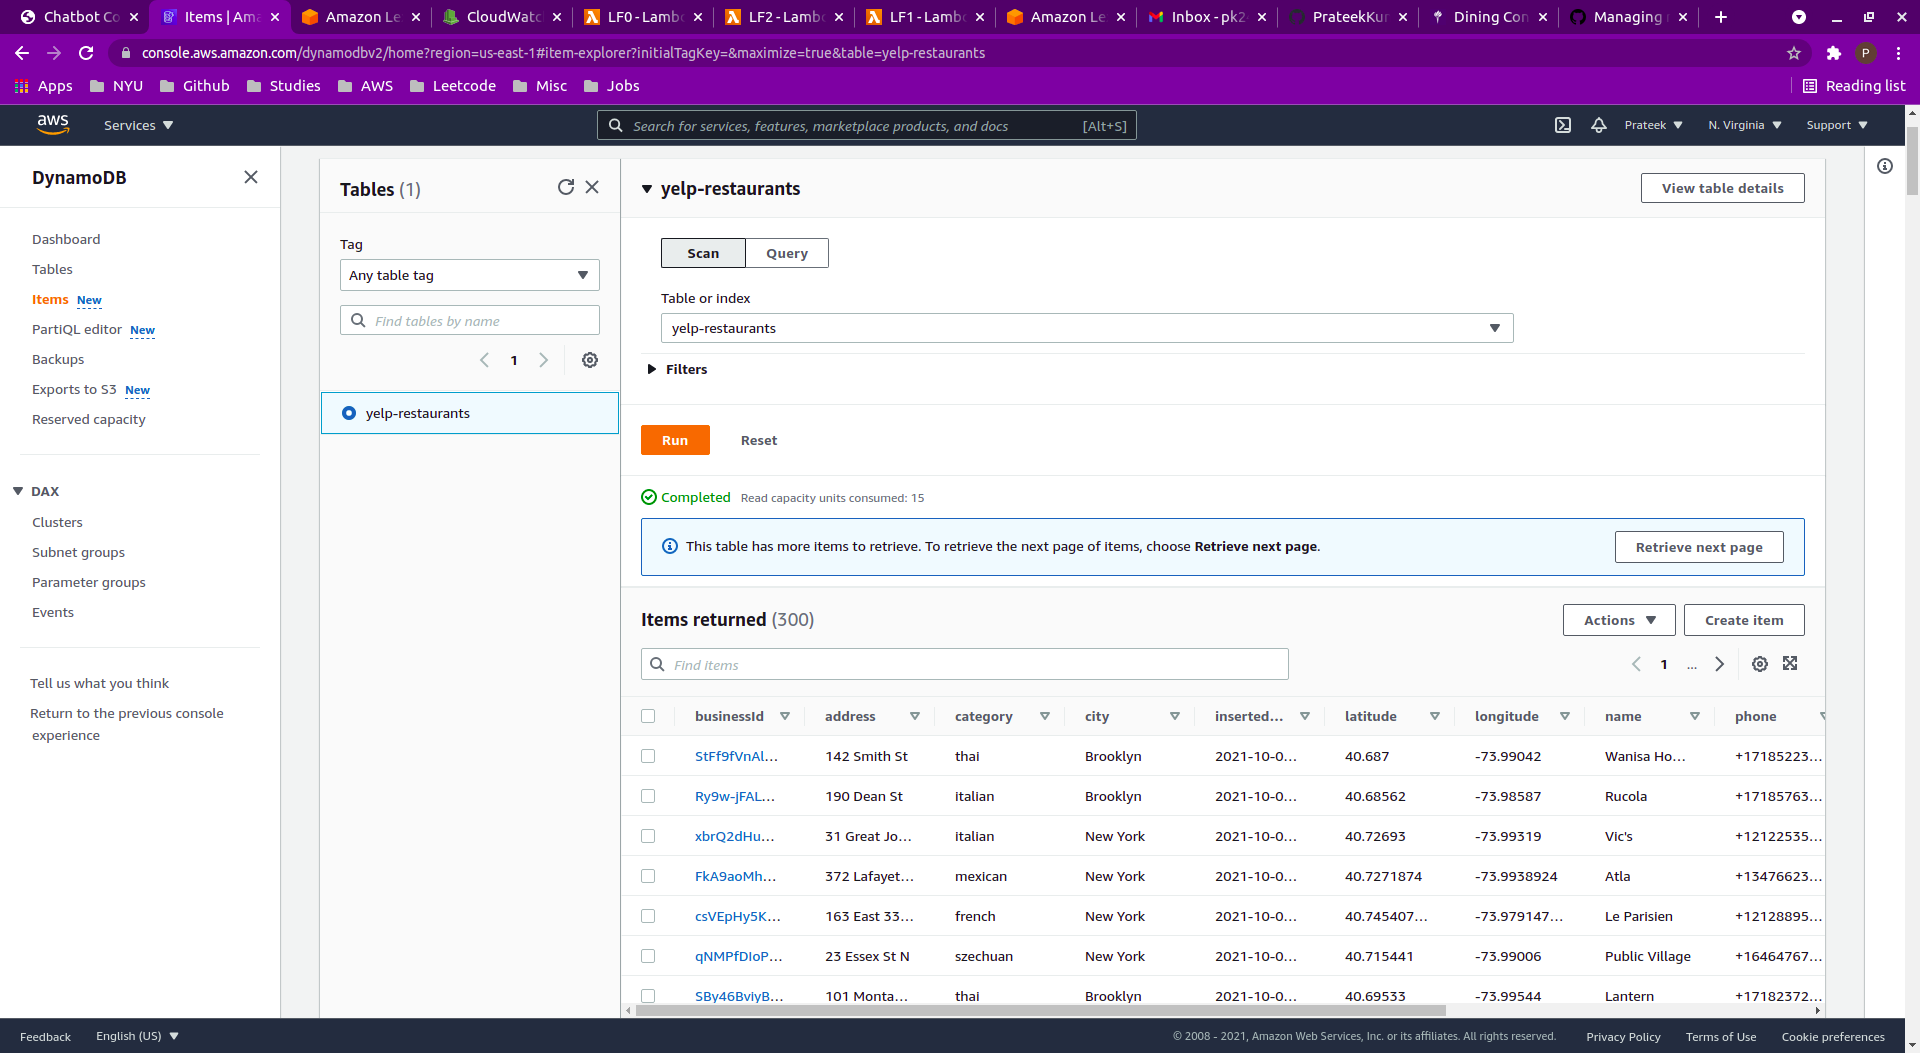 Chatbot Co
Items | Ama
Amazon Le
CloudWatc
LF0 - Lambo
LF2 - Lambo
LF1 - Lambo
Amazon Le
Inbox - pk2
PrateekKur
Dining Con
Managing
console.aws.amazon.com/dynamodbv2/home?region=us-east-1#item-explorer?initialTagKey=&maximize=true&table=yelp-restaurants
P
Apps NYU Github Studies AWS Leetcode Misc Jobs Reading list
aws Services Search for services, features, marketplace products, and docs [Alt+S] Prateek N. Virginia Support
DynamoDB
Dashboard
Tables
Items New
PartiQL editor New
Backups
Exports to S3 New
Reserved capacity
DAX
Clusters
Subnet groups
Parameter groups
Events
Tell us what you think
Return to the previous console
experience
Tables (1)
Tag
Any table tag
Find tables by name
1
yelp-restaurants
yelp-restaurants
View table details
Scan Query
Table or index
yelp-restaurants
Filters
Run Reset
Completed Read capacity units consumed: 15
This table has more items to retrieve. To retrieve the next page of items, choose Retrieve next page.
Retrieve next page
Items returned (300)
Actions Create item
Find items
1 ...
businessId address category city inserted... latitude longitude name phone
StFf9fVnAl... 142 Smith St thai Brooklyn 2021-10-0... 40.687 -73.99042 Wanisa Ho... +17185223...
Ry9w-jFAL... 190 Dean St italian Brooklyn 2021-10-0... 40.68562 -73.98587 Rucola +17185763...
xbrQ2dHu... 31 Great Jo... italian New York 2021-10-0... 40.72693 -73.99319 Vic's +12122535...
FkA9aoMh... 372 Lafayet... mexican New York 2021-10-0... 40.7271874 -73.9938924 Atla +13476623...
csVEpHy5K... 163 East 33... french New York 2021-10-0... 40.745407... -73.979147... Le Parisien +12128895...
qNMPfDIoP... 23 Essex St N szechuan New York 2021-10-0... 40.715441 -73.99006 Public Village +16464767...
SBy46BviyB... 101 Monta... thai Brooklyn 2021-10-0... 40.69533 -73.99544 Lantern +17182372...
Feedback English (US) © 2008 - 2021, Amazon Web Services, Inc. or its affiliates. All rights reserved. Privacy Policy Terms of Use Cookie preferences